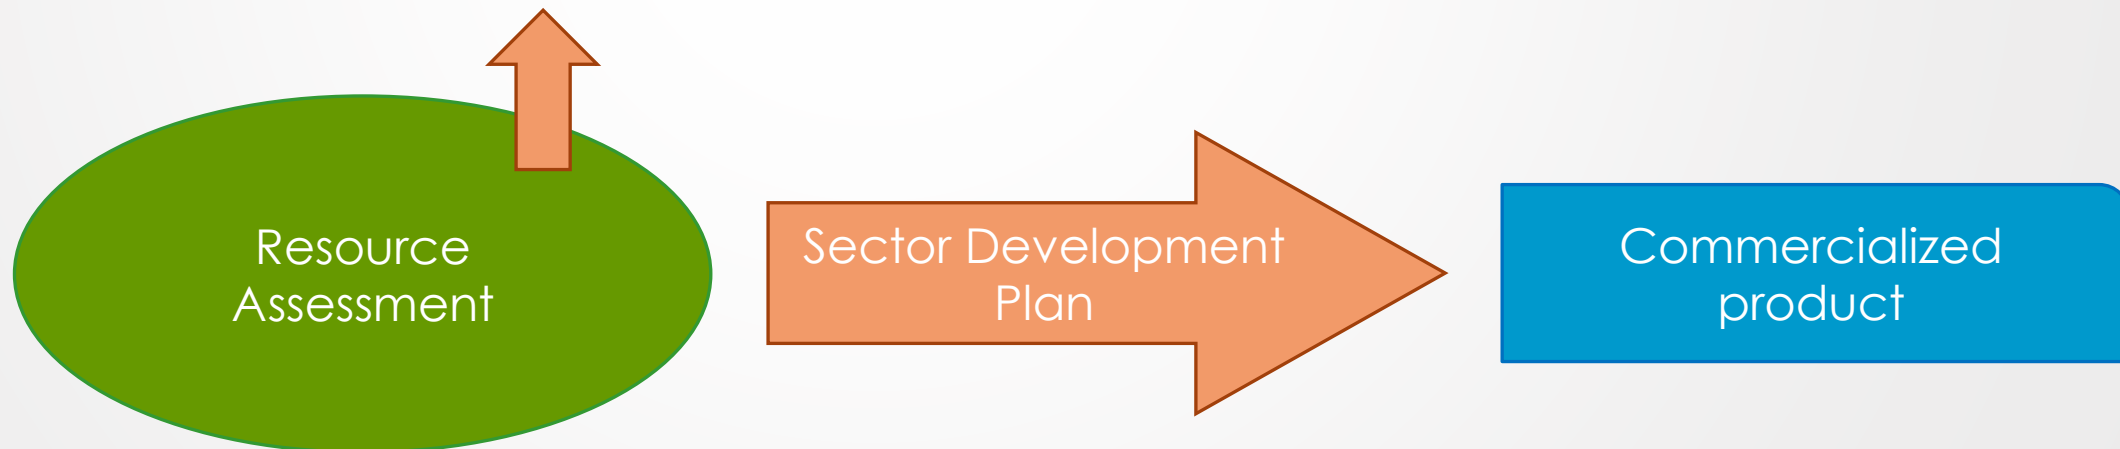 Resource
Assessment
Sector Development
Plan
Commercialized
product